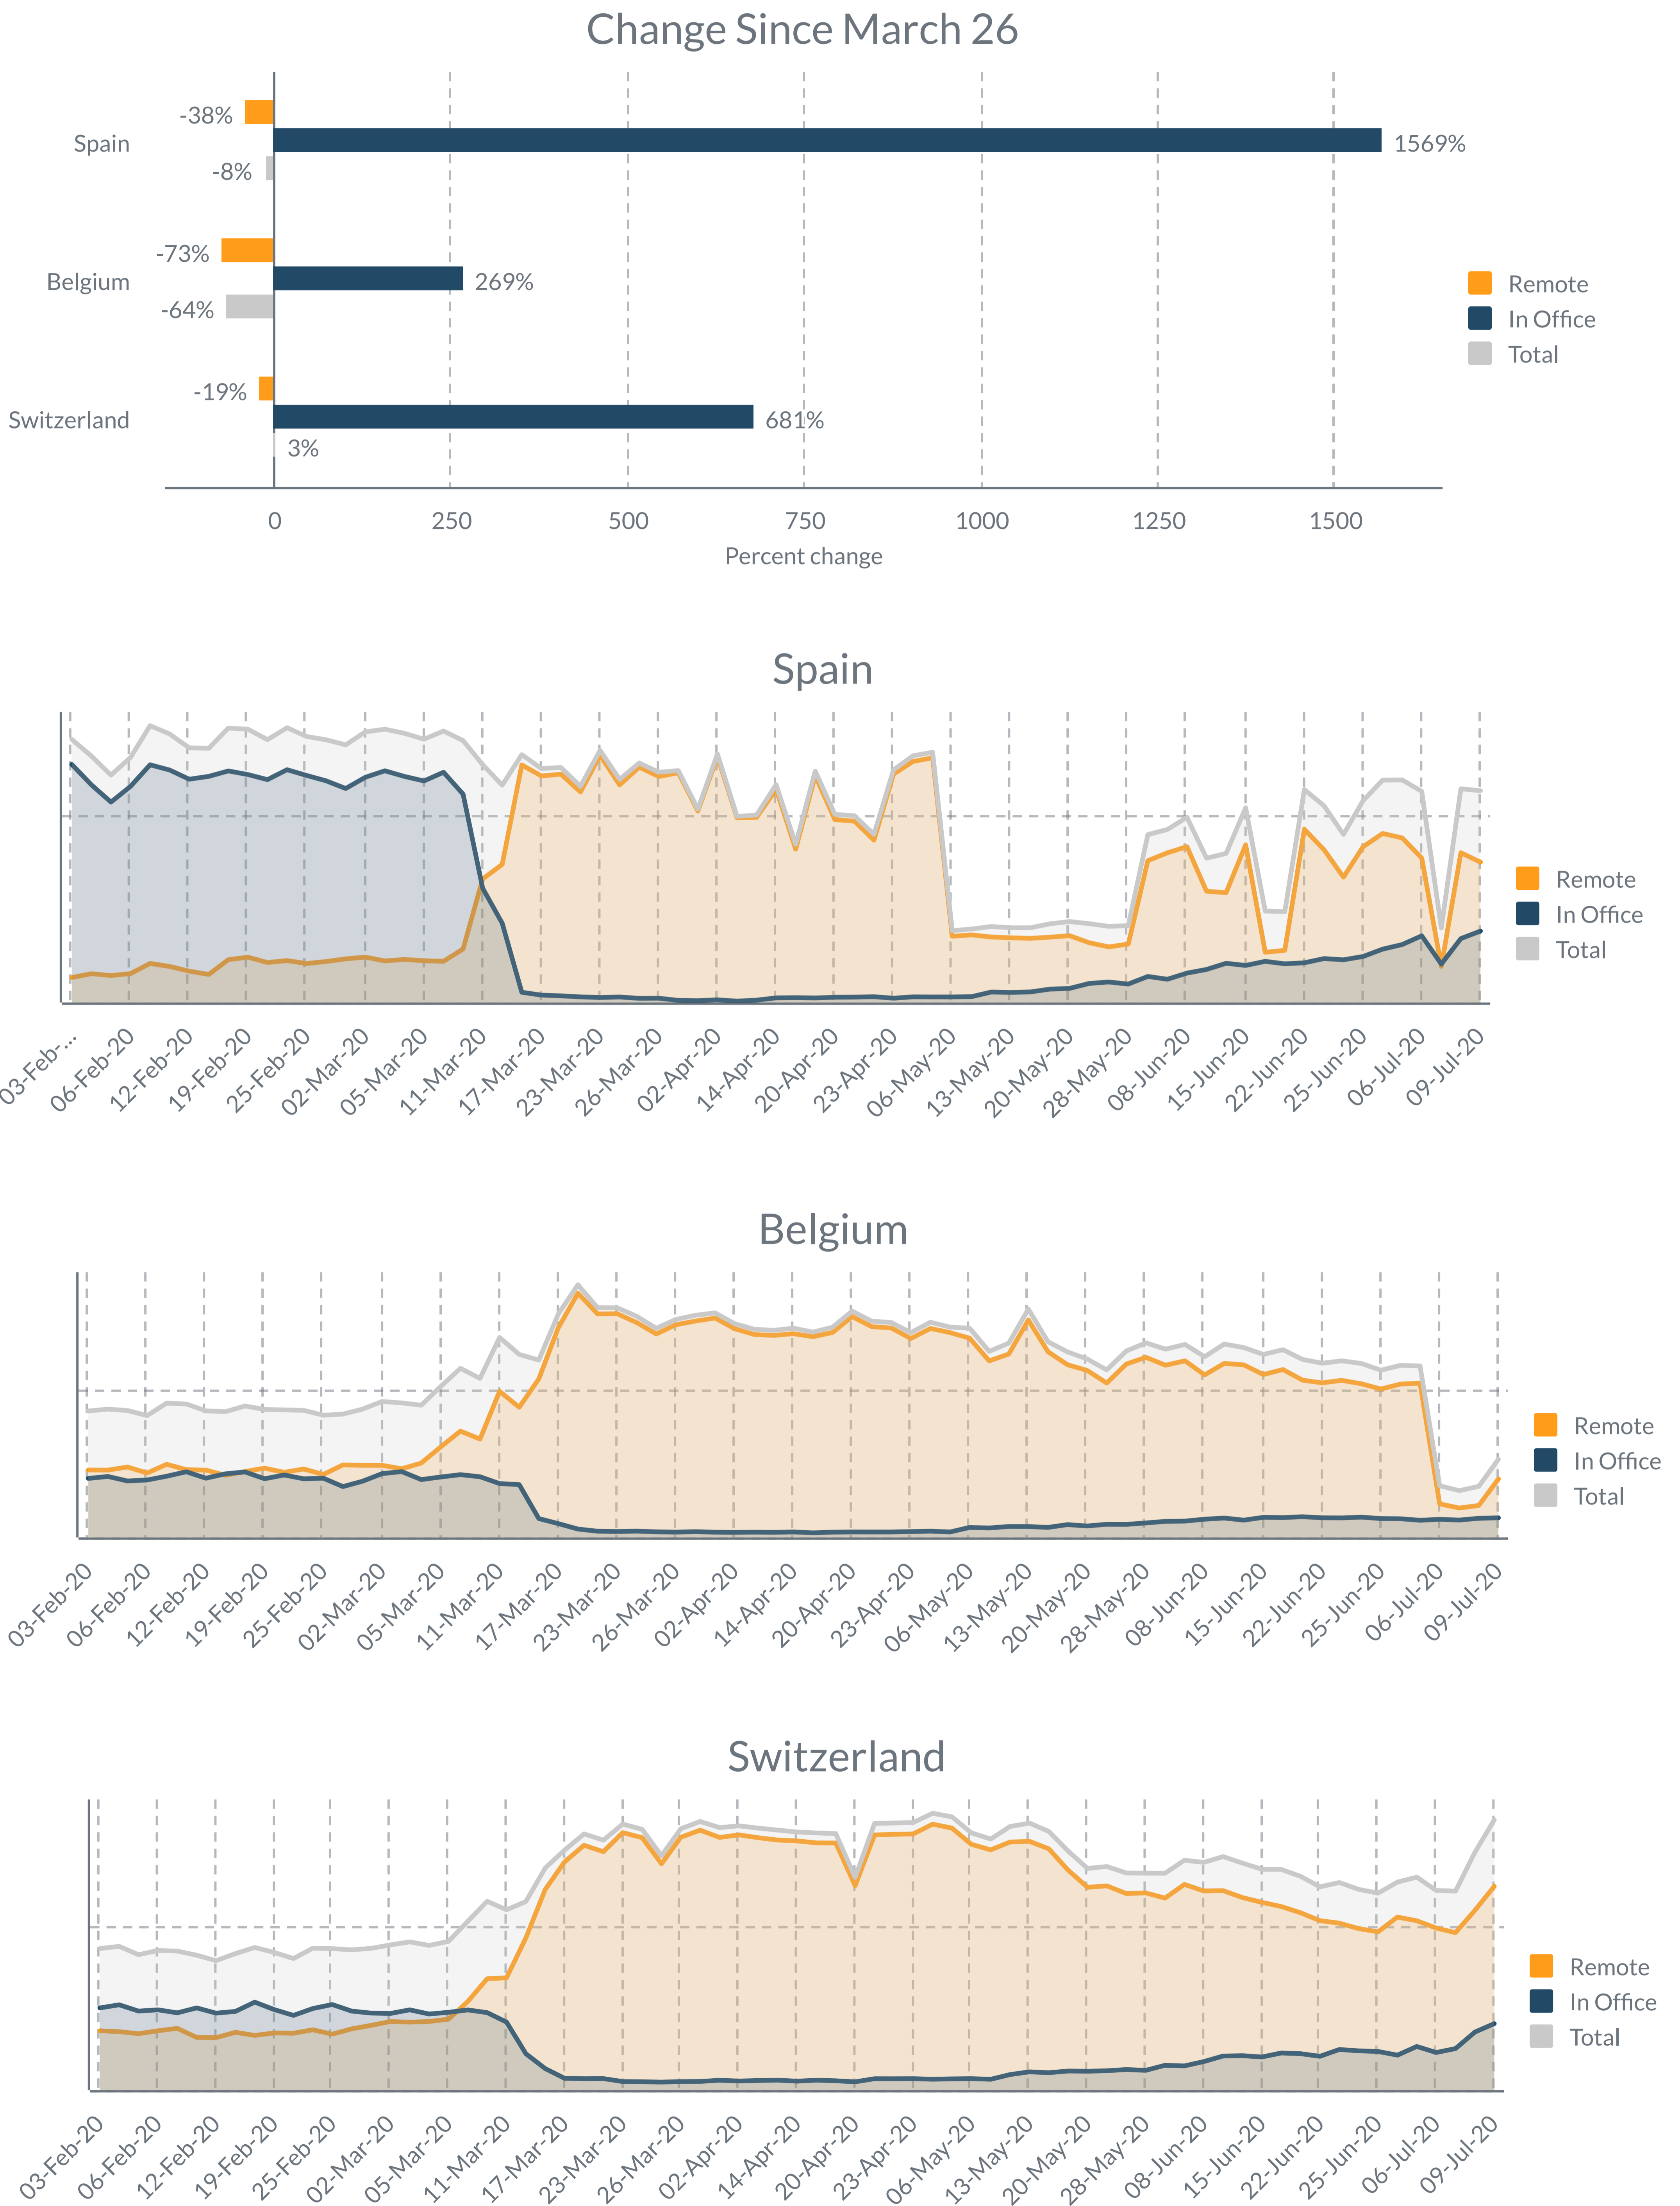 Change Since March 26
-38%
Spain
1569%
-8%
-73%
Belgium
269%
-64%
-19%
Switzerland
681%
3%
Remote
In Office
Total
0 250 500 750 1000 1250 1500
Percent change
Spain
Remote
In Office
Total
03-Feb-... 06-Feb-20 12-Feb-20 19-Feb-20 25-Feb-20 02-Mar-20 05-Mar-20 11-Mar-20 17-Mar-20 23-Mar-20 26-Mar-20 02-Apr-20 14-Apr-20 20-Apr-20 23-Apr-20 06-May-20 13-May-20 20-May-20 28-May-20 08-Jun-20 15-Jun-20 22-Jun-20 25-Jun-20 06-Jul-20 09-Jul-20
Belgium
Remote
In Office
Total
03-Feb-20 06-Feb-20 12-Feb-20 19-Feb-20 25-Feb-20 02-Mar-20 05-Mar-20 11-Mar-20 17-Mar-20 23-Mar-20 26-Mar-20 02-Apr-20 14-Apr-20 20-Apr-20 23-Apr-20 06-May-20 13-May-20 20-May-20 28-May-20 08-Jun-20 15-Jun-20 22-Jun-20 25-Jun-20 06-Jul-20 09-Jul-20
Switzerland
Remote
In Office
Total
03-Feb-20 06-Feb-20 12-Feb-20 19-Feb-20 25-Feb-20 02-Mar-20 05-Mar-20 11-Mar-20 17-Mar-20 23-Mar-20 26-Mar-20 02-Apr-20 14-Apr-20 20-Apr-20 23-Apr-20 06-May-20 13-May-20 20-May-20 28-May-20 08-Jun-20 15-Jun-20 22-Jun-20 25-Jun-20 06-Jul-20 09-Jul-20